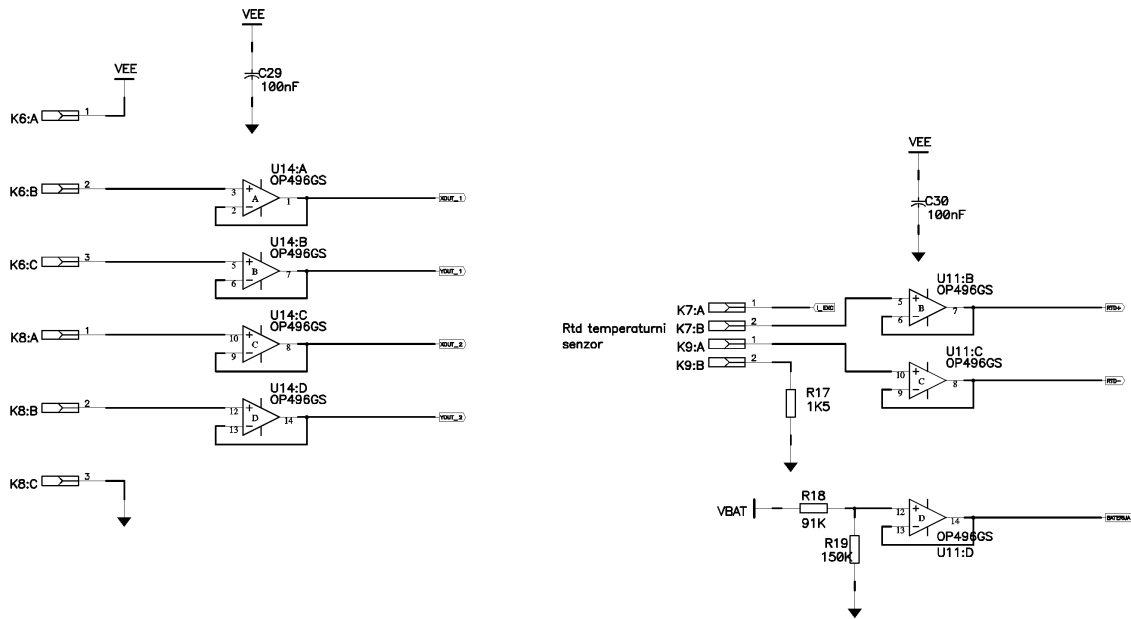 VEE
C29
100nF
VEE
K6:A 1
K6:B 2
U14:A
OP496GS
3
A
2
1
XOUT_1
K6:C 3
U14:B
OP496GS
5
B
6
7
YOUT_1
K8:A 1
U14:C
OP496GS
10
C
9
8
XOUT_2
K8:B 2
U14:D
OP496GS
12
D
13
14
YOUT_2
K8:C 3
VEE
C30
100nF
Rtd temperaturni
senzor
K7:A 1
I_EXC
K7:B 2
K9:A 1
K9:B 2
R17
1K5
U11:B
OP496GS
5
B
6
7
RTD+
U11:C
OP496GS
10
C
9
8
RTD-
VBAT
R18
91K
R19
150K
12
D
13
14
OP496GS
U11:D
BATERIJA